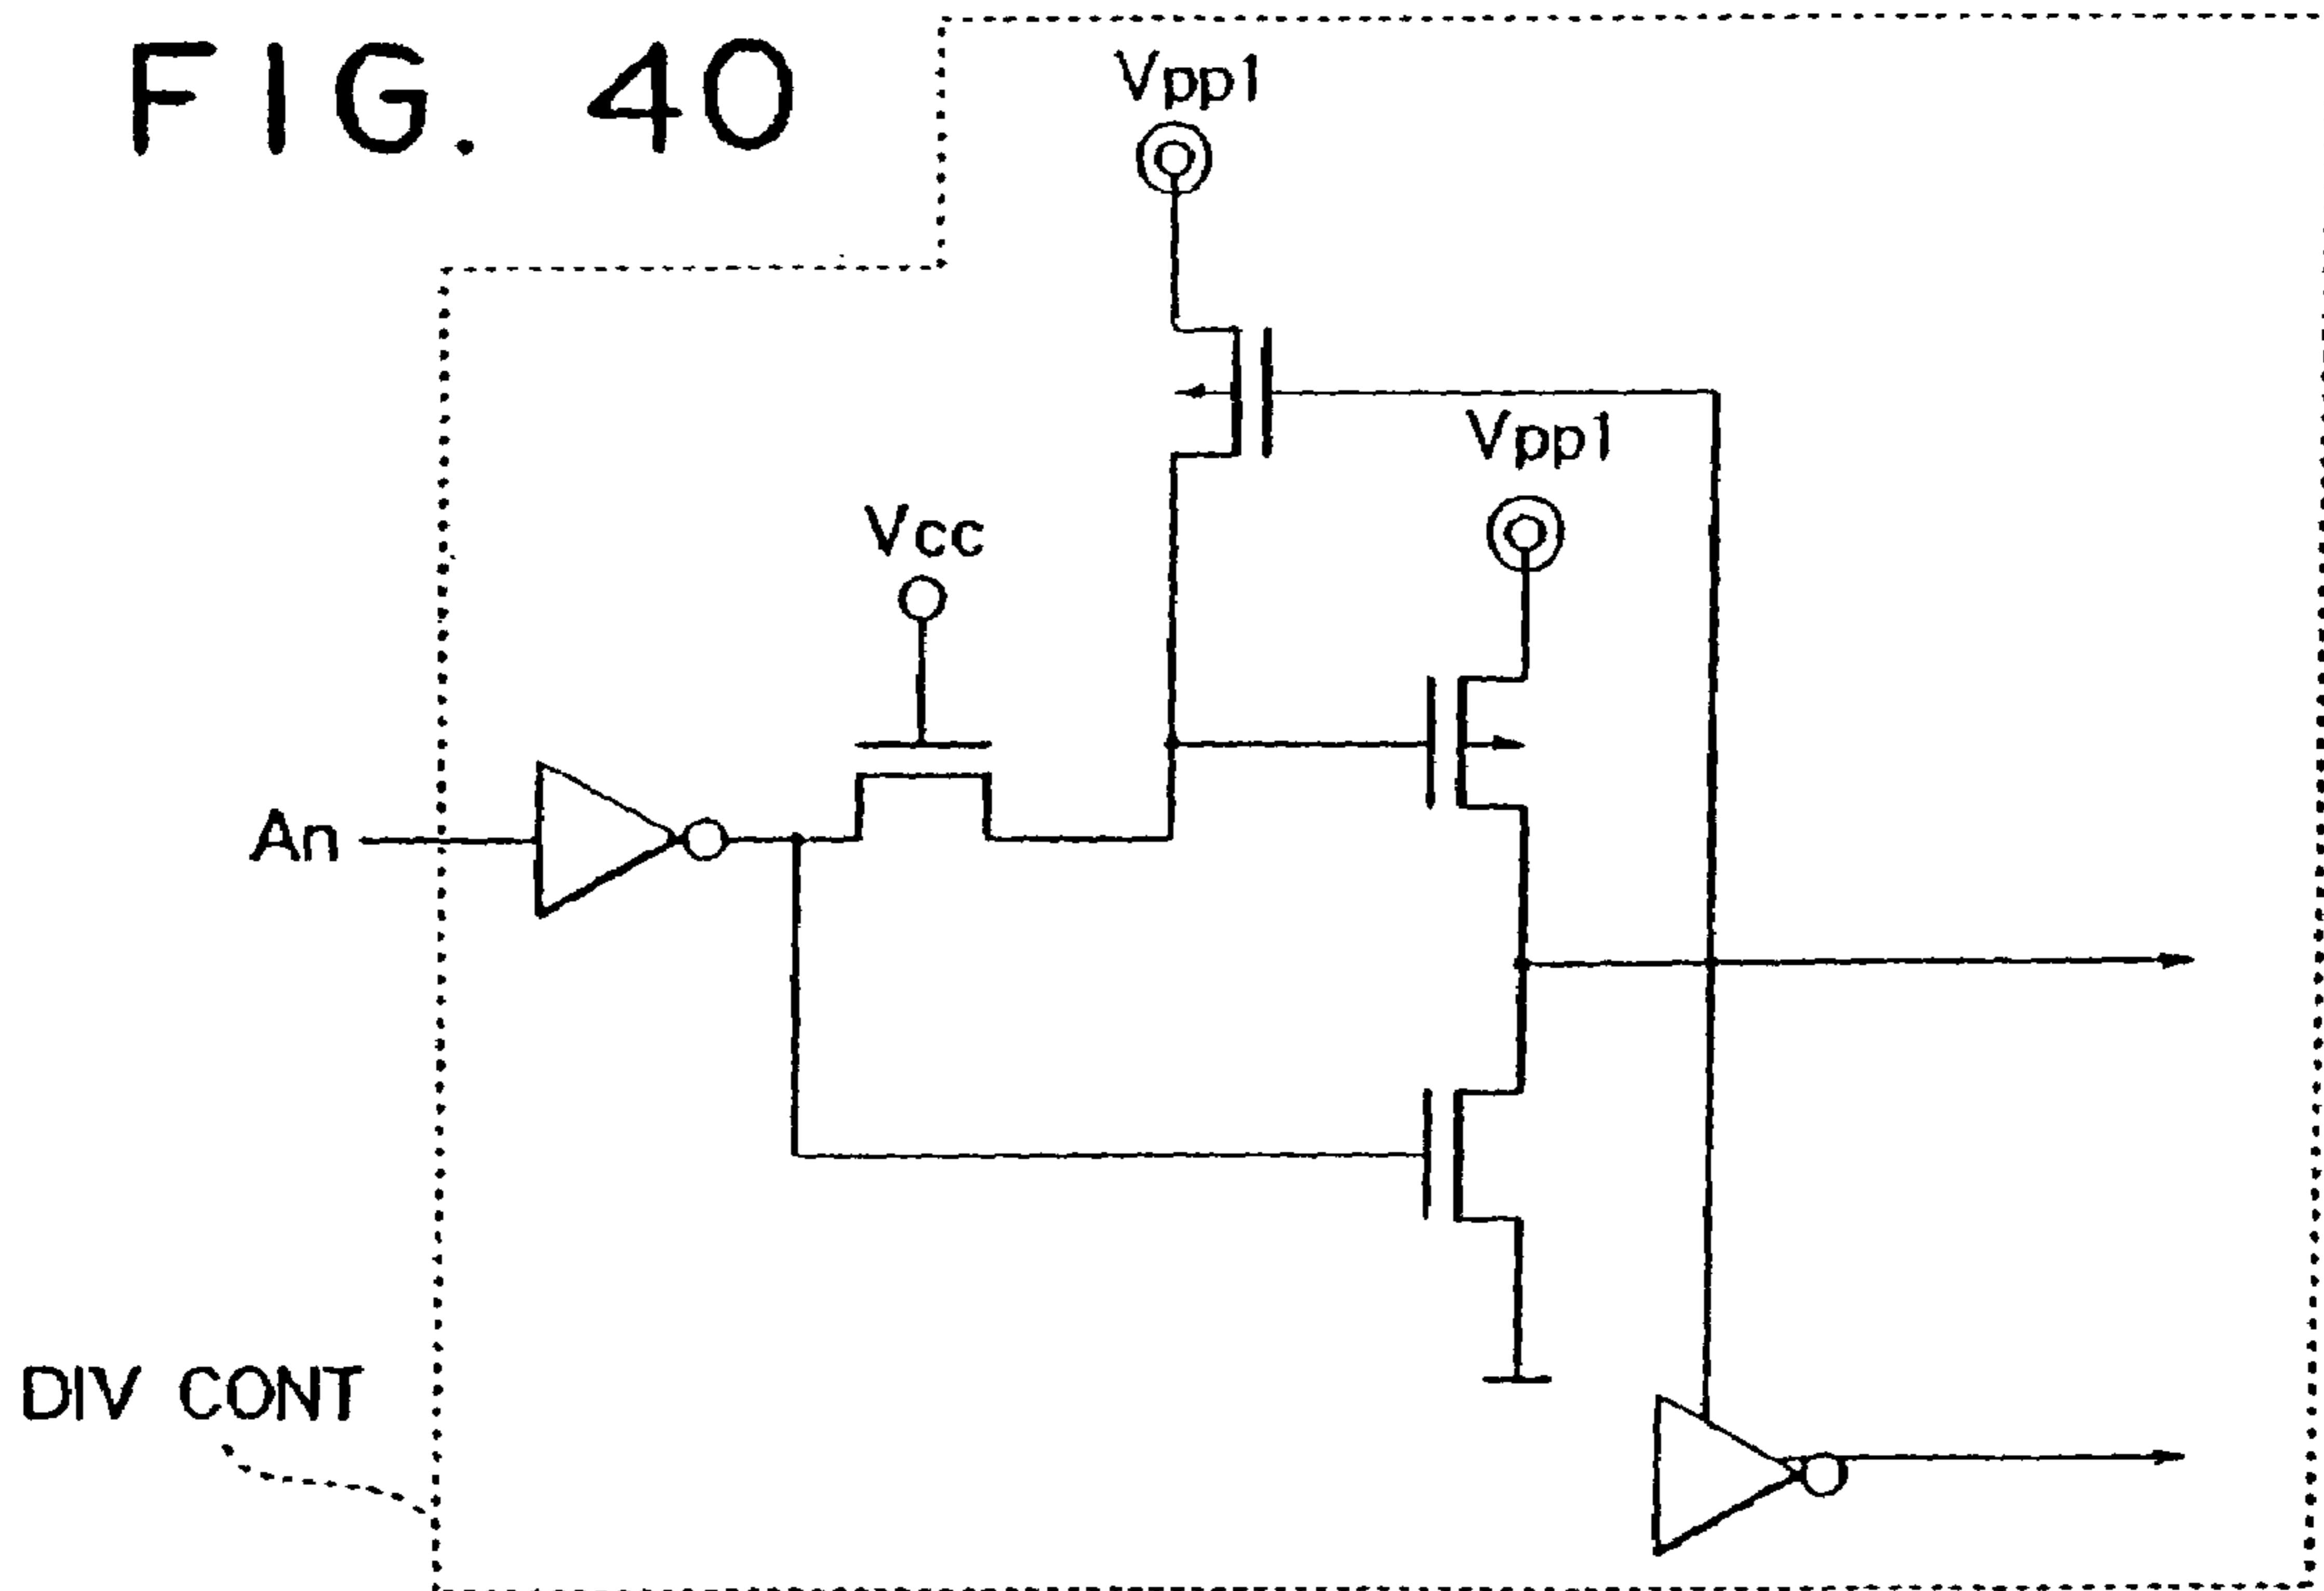 FIG. 40
Vpp1
Vpp1
Vcc
An
DIV CONT